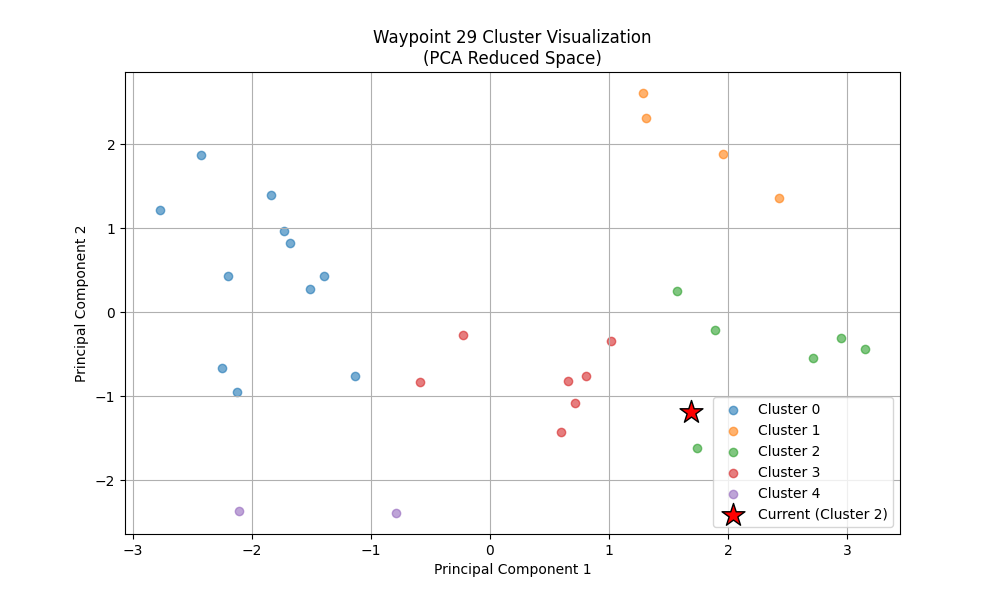 Waypoint 29 Cluster Visualization
(PCA Reduced Space)
Principal Component 2
2
1
0
−1
−2
−3
−2
−1
0
1
2
3
Principal Component 1
Cluster 0
Cluster 1
Cluster 2
Cluster 3
Cluster 4
Current (Cluster 2)